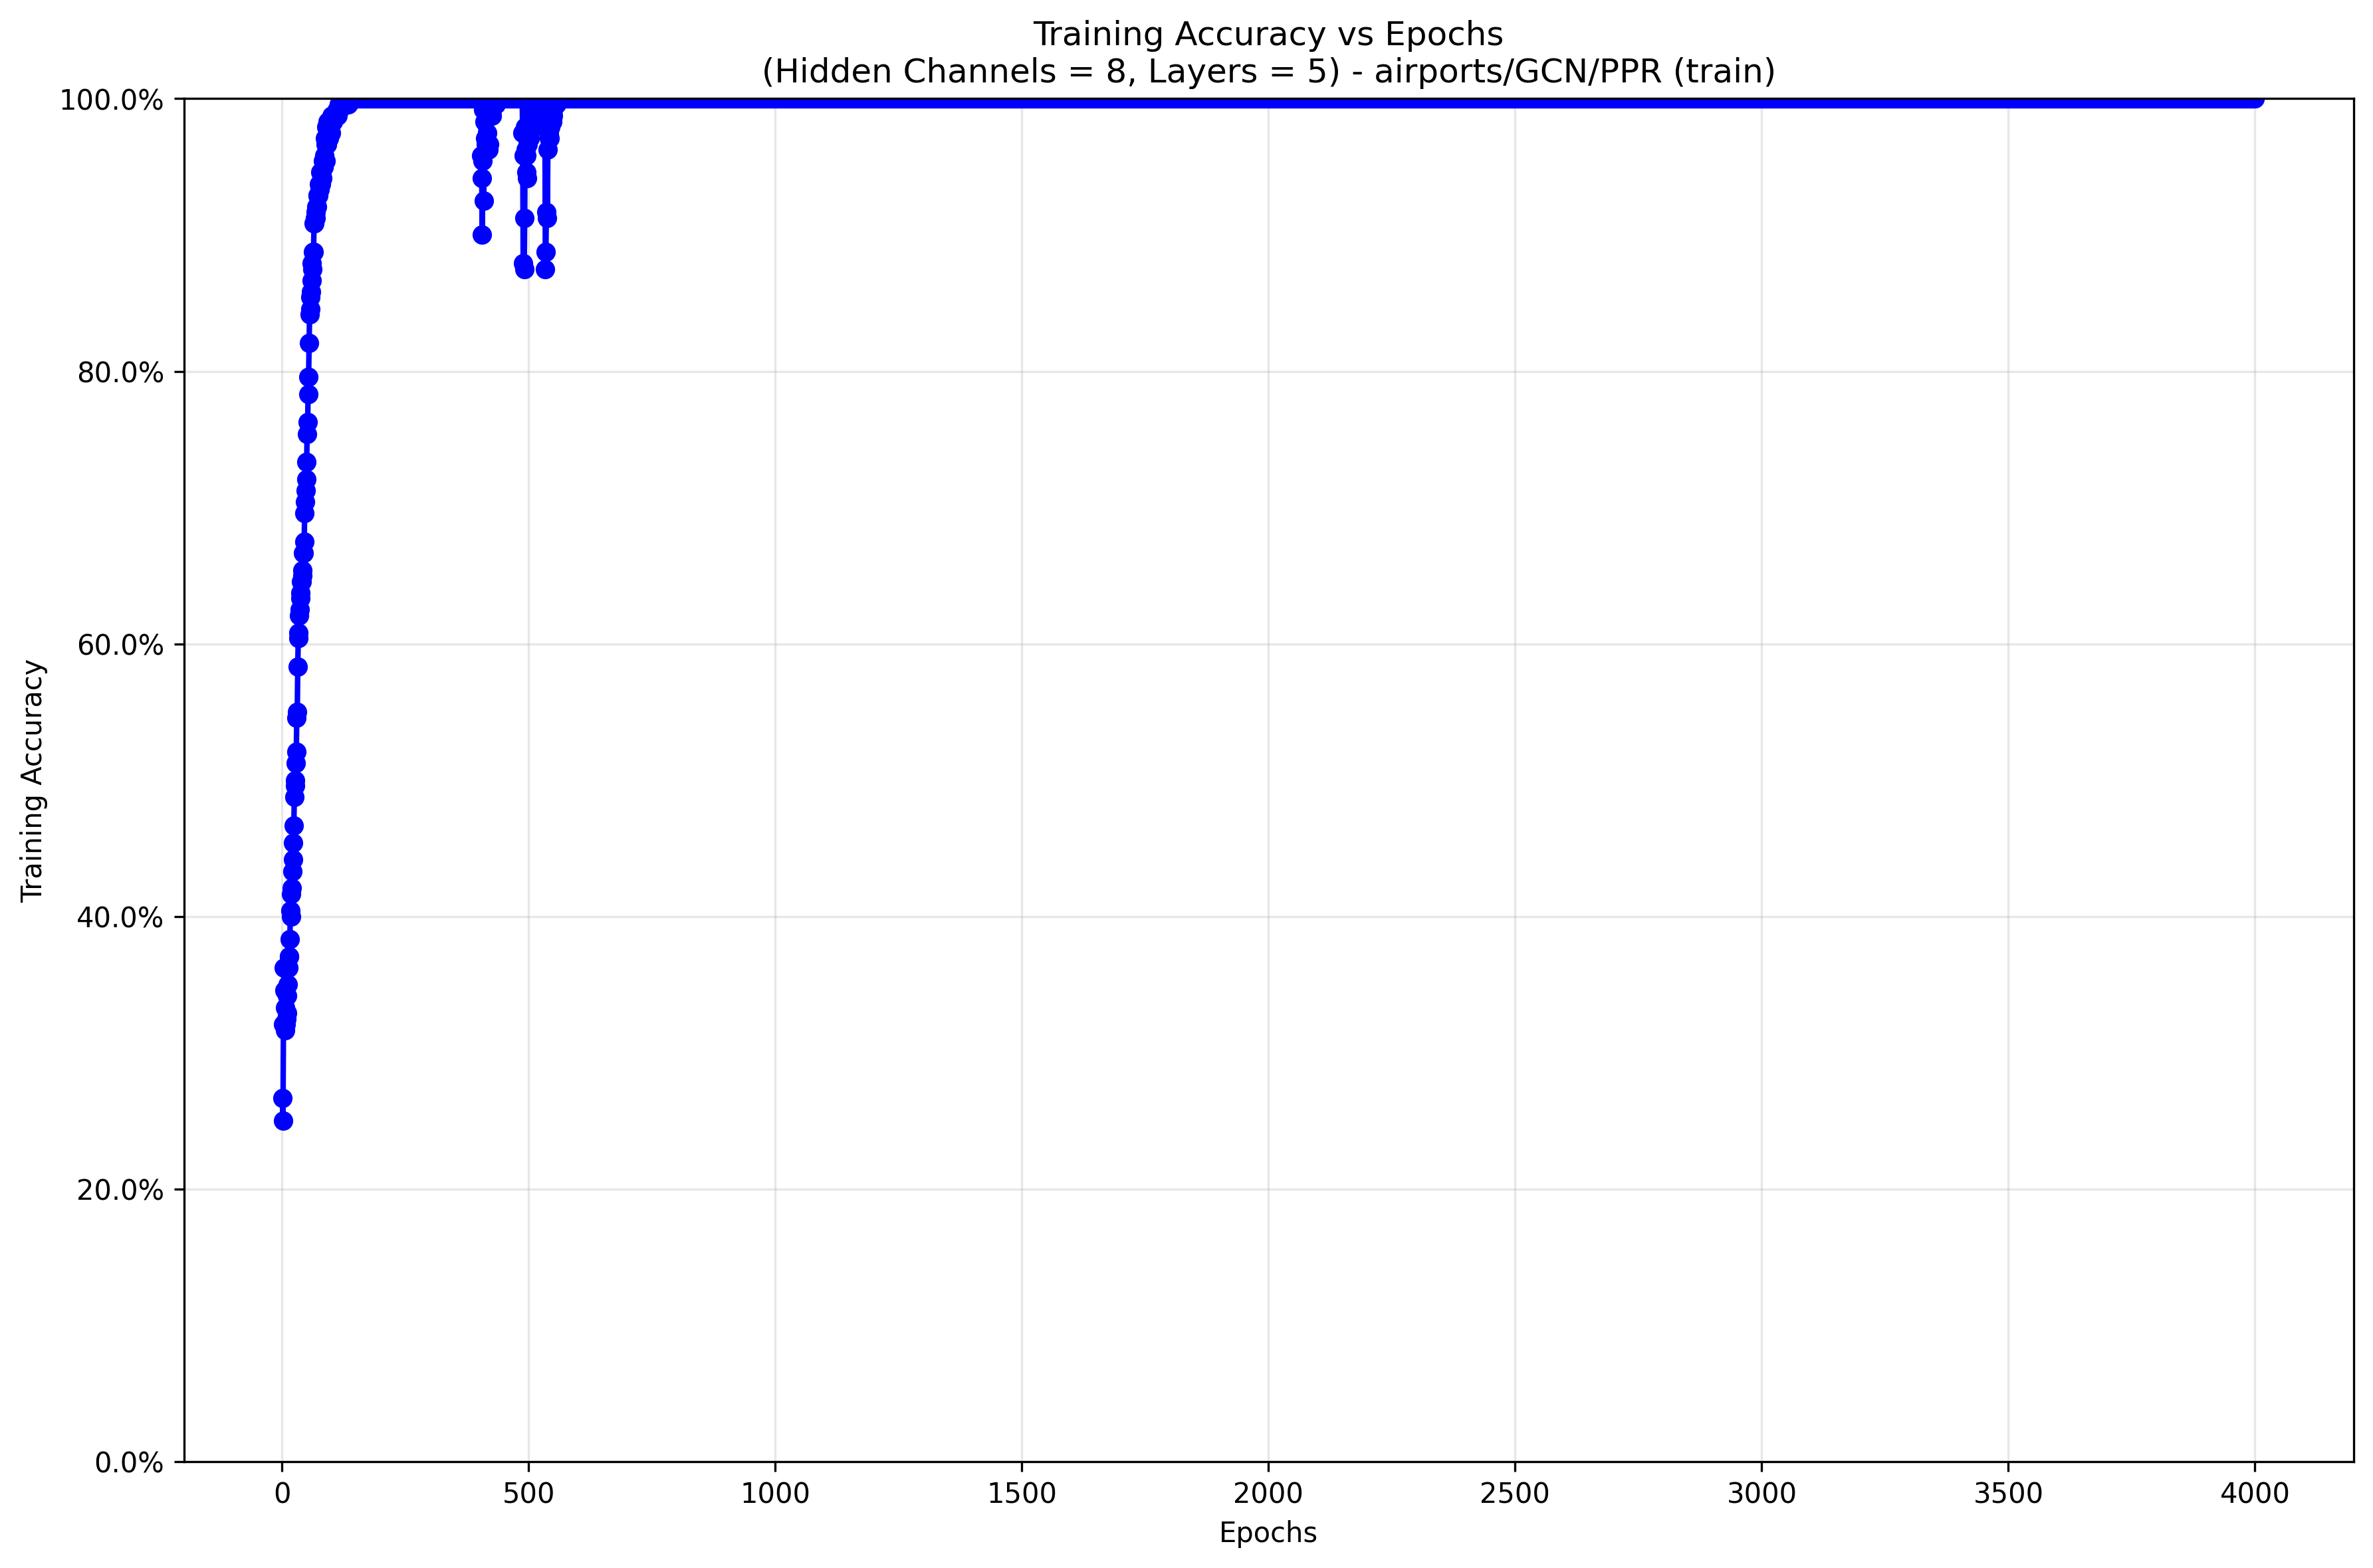 Training Accuracy vs Epochs
(Hidden Channels = 8, Layers = 5) - airports/GCN/PPR (train)
Training Accuracy
100.0%
80.0%
60.0%
40.0%
20.0%
0.0%
0 500 1000 1500 2000 2500 3000 3500 4000
Epochs